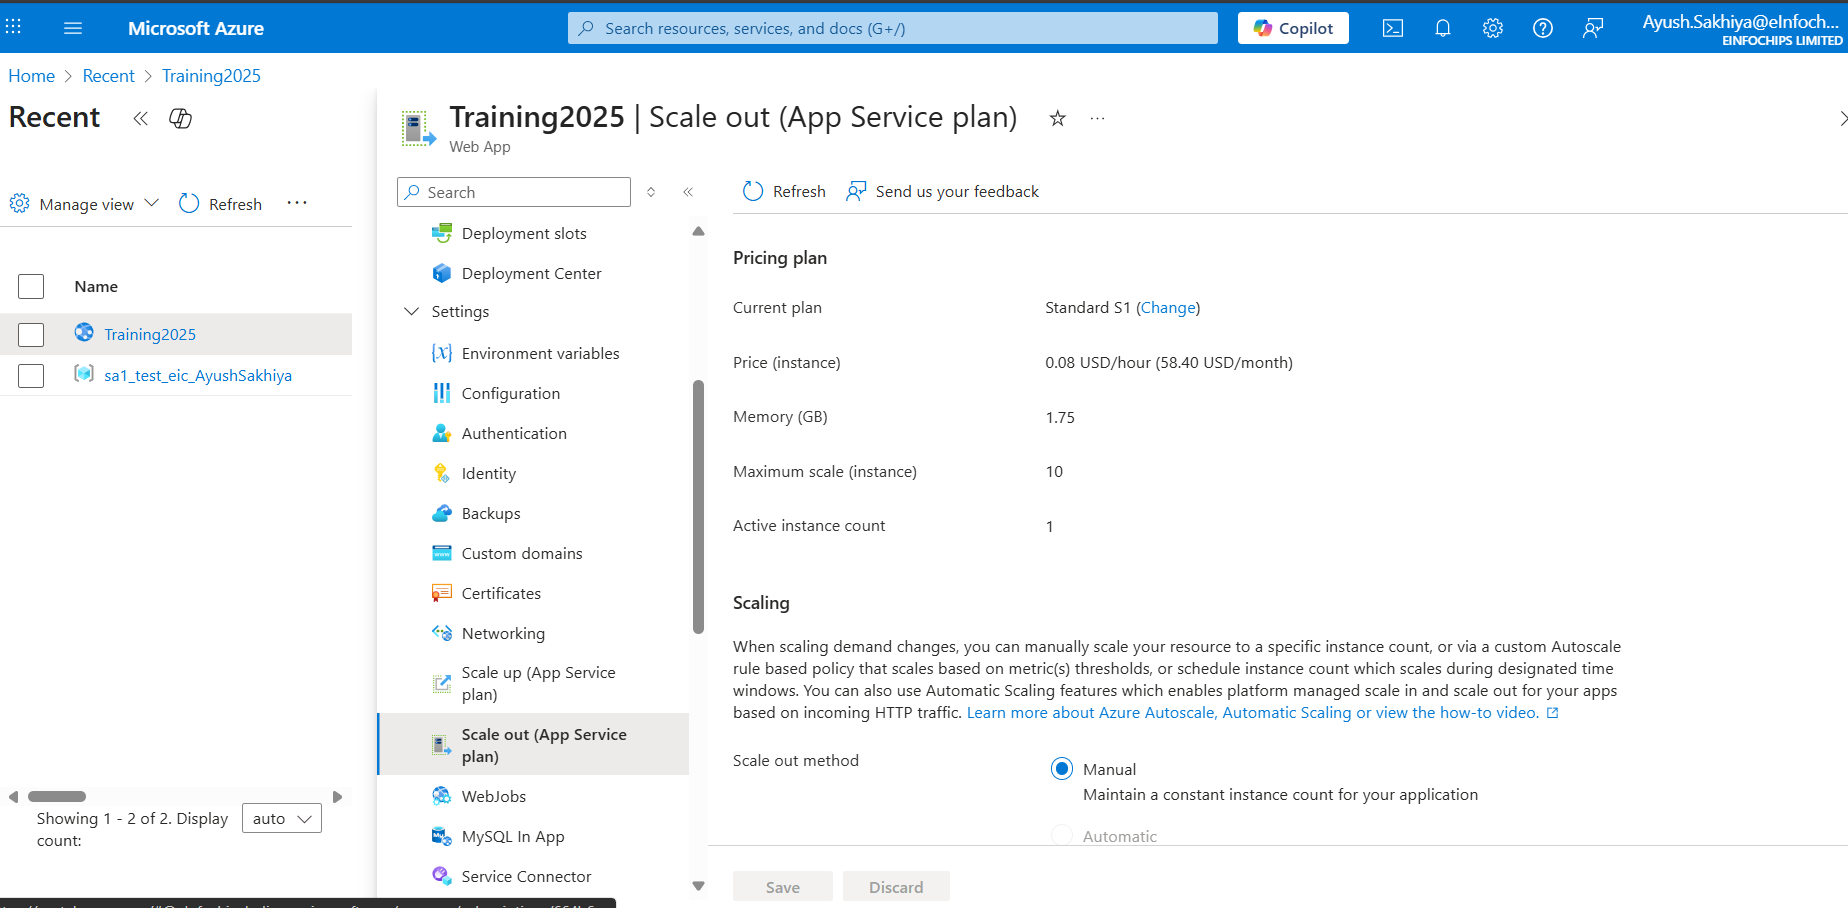 Microsoft Azure
Search resources, services, and docs (G+/)
Copilot
Ayush.Sakhiya@eInfoch...
EINFOCHIPS LIMITED
Home > Recent > Training2025
Recent
Manage view
Refresh
...
Name
Training2025
sa1_test_eic_AyushSakhiya
Showing 1 - 2 of 2. Display
count:
auto
Training2025 | Scale out (App Service plan)
...
Web App
Search
Deployment slots
Deployment Center
Settings
Environment variables
Configuration
Authentication
Identity
Backups
Custom domains
Certificates
Networking
Scale up (App Service
plan)
Scale out (App Service
plan)
WebJobs
MySQL In App
Service Connector
Refresh
Send us your feedback
Pricing plan
Current plan Standard S1 (Change)
Price (instance) 0.08 USD/hour (58.40 USD/month)
Memory (GB) 1.75
Maximum scale (instance) 10
Active instance count 1
Scaling
When scaling demand changes, you can manually scale your resource to a specific instance count, or via a custom Autoscale
rule based policy that scales based on metric(s) thresholds, or schedule instance count which scales during designated time
windows. You can also use Automatic Scaling features which enables platform managed scale in and scale out for your apps
based on incoming HTTP traffic. Learn more about Azure Autoscale, Automatic Scaling or view the how-to video.
Scale out method
Manual
Maintain a constant instance count for your application
Automatic
Save
Discard